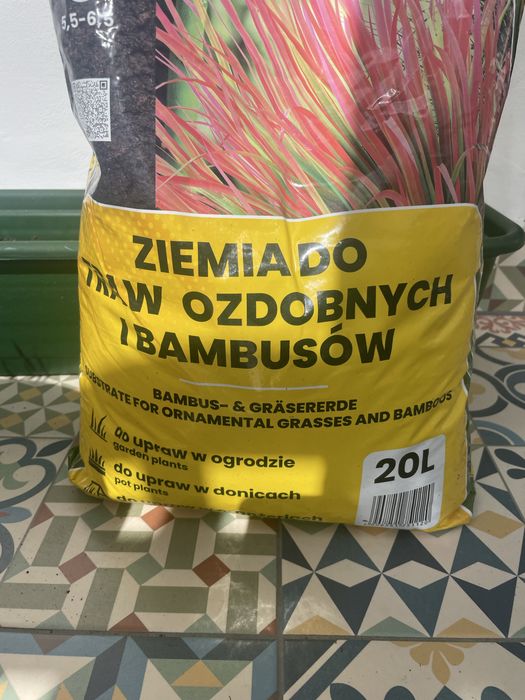 5,5-6,5
ZIEMIA DO
TRAW OZDOBNYCH
I BAMBUSÓW
BAMBUS- & GRÄSERERDE
SUBSTRATE FOR ORNAMENTAL GRASSES AND BAMBOOS
Do upraw w ogrodzie
garden plants
do upraw w donicach
pot plants
20L